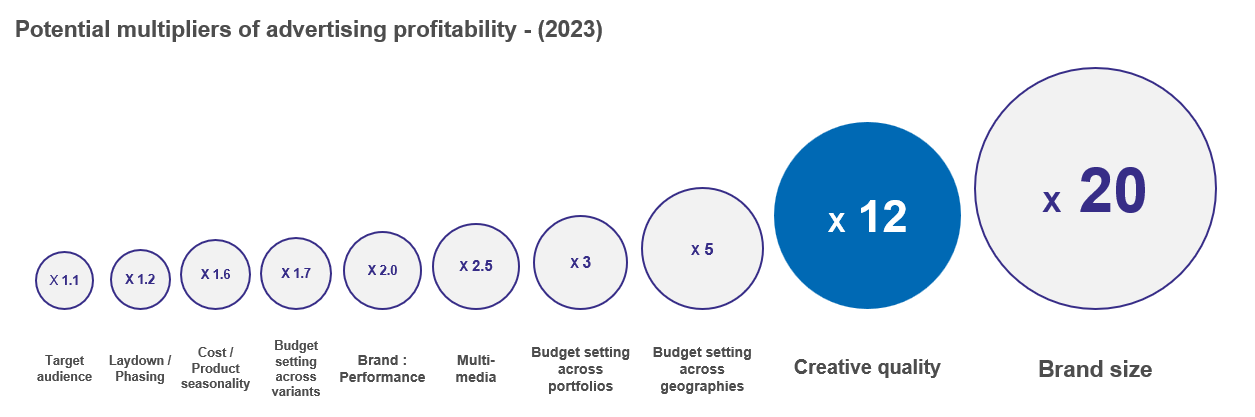 Potential multipliers of advertising profitability - (2023)
X 1.1
X 1.2
X 1.6
X 1.7
X 2.0
X 2.5
X 3
X 5
X 12
X 20
Target
audience
Laydown /
Phasing
Cost /
Product
seasonality
Budget
setting
across
variants
Brand :
Performance
Multi-
media
Budget setting
across
portfolios
Budget setting
across
geographies
Creative quality
Brand size